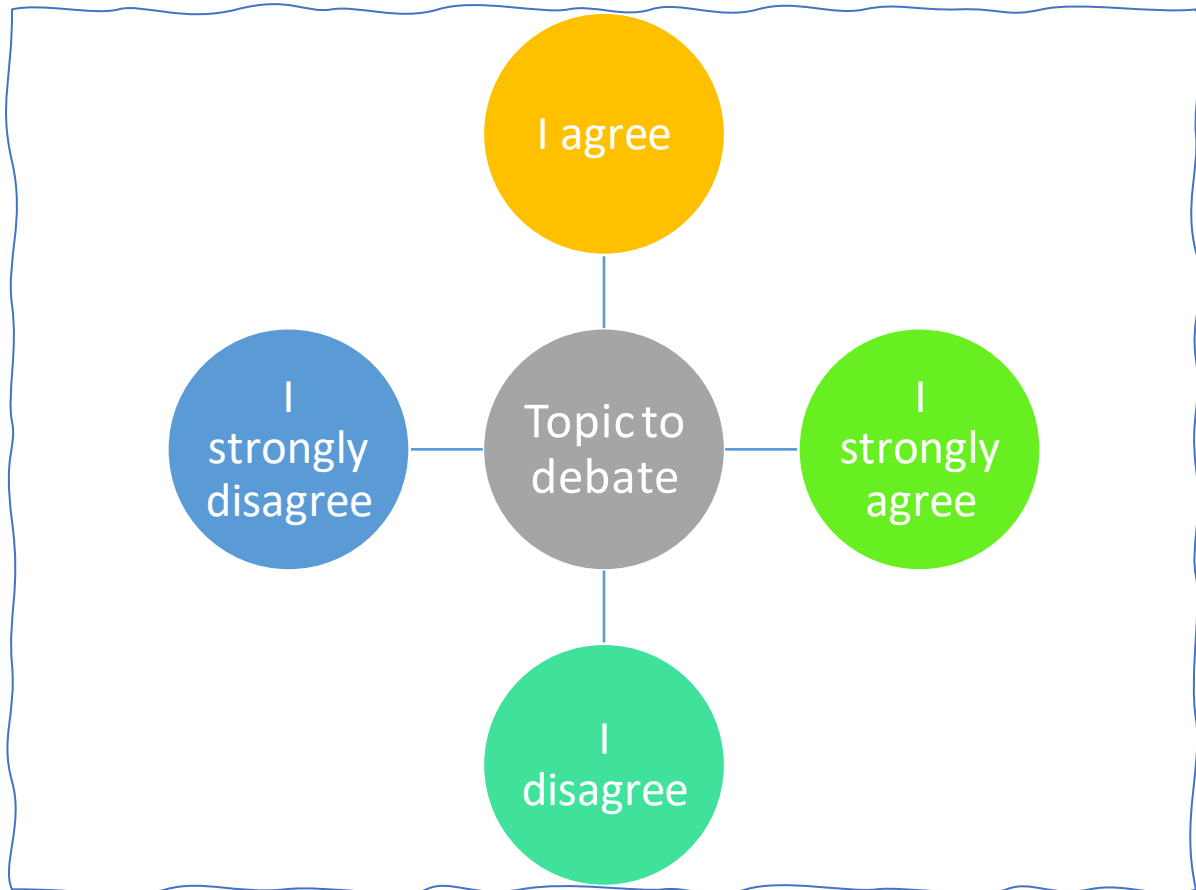 I agree
I
strongly
disagree
Topic to
debate
I
strongly
agree
I
disagree